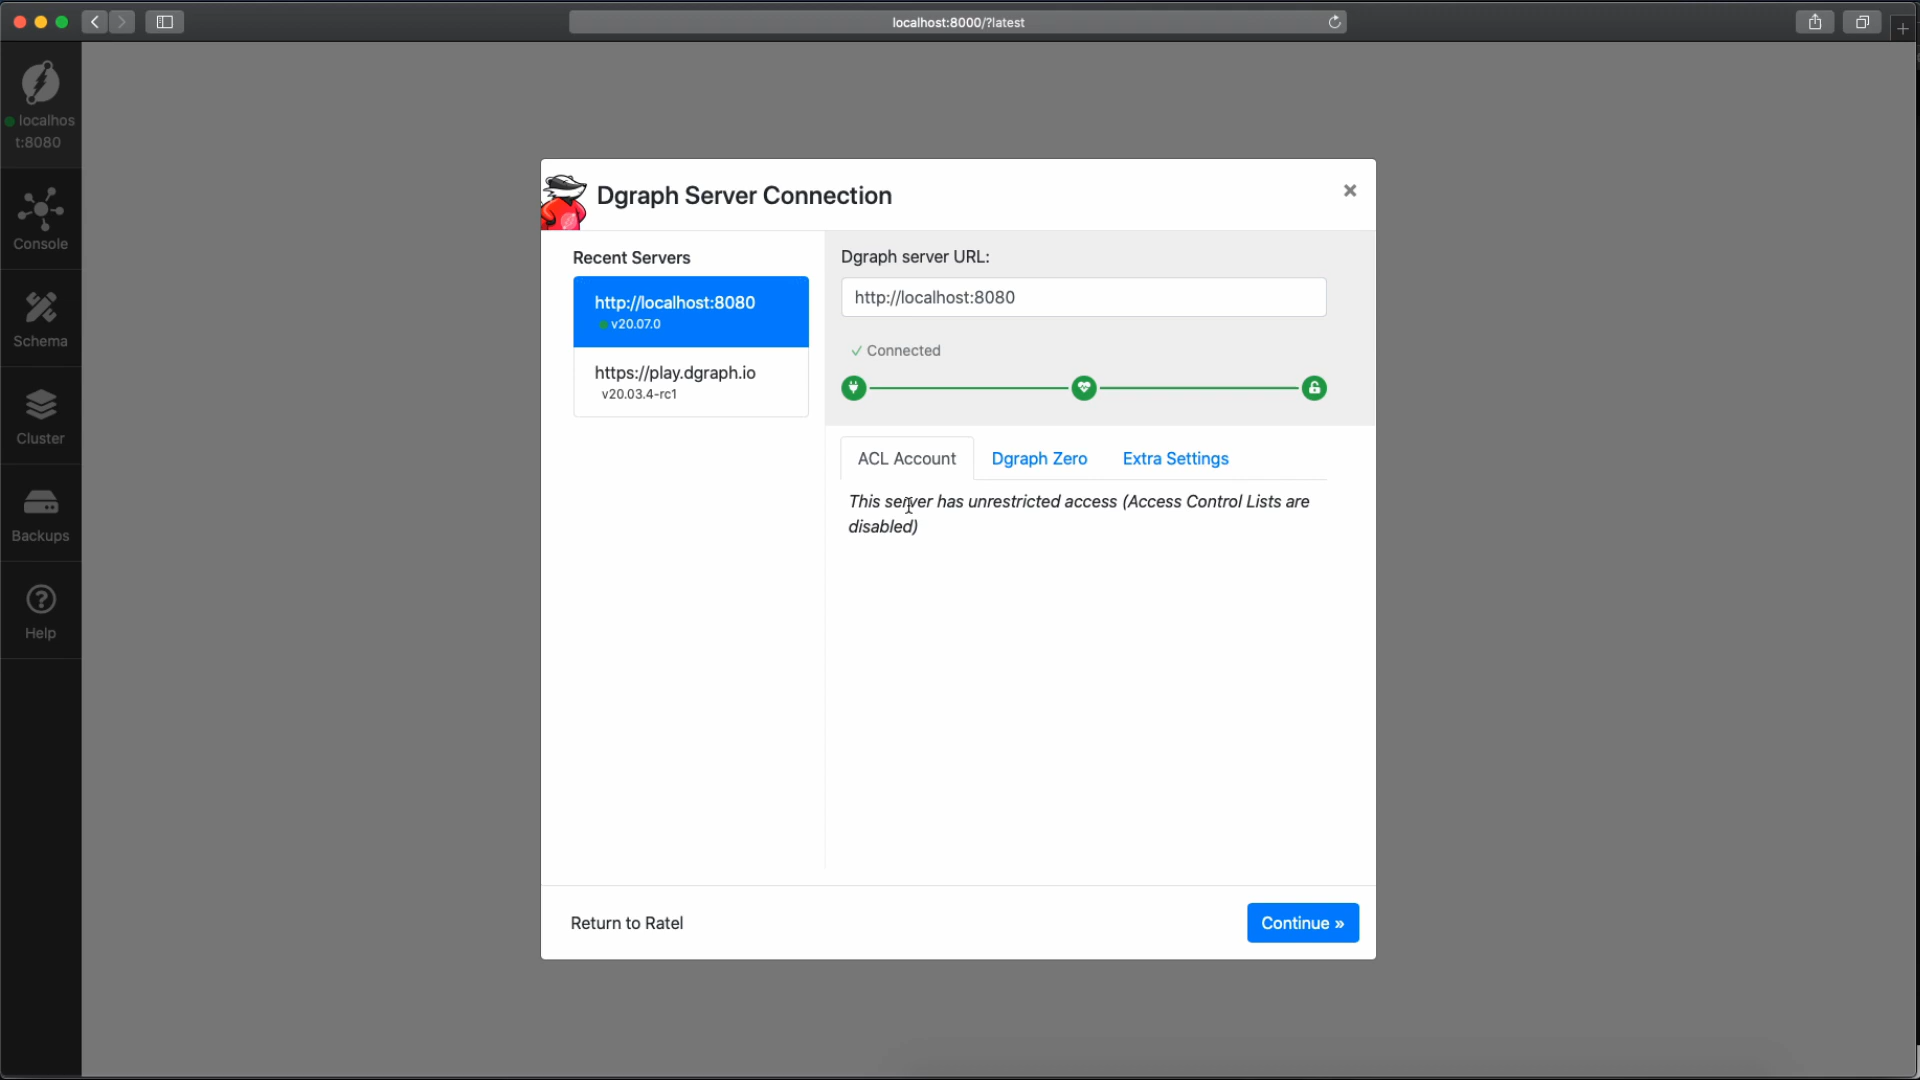 localhost:8000/?latest
localhos
t:8080
Console
Schema
Cluster
Backups
Help
Dgraph Server Connection
×
Recent Servers
http://localhost:8080
v20.07.0
https://play.dgraph.io
v20.03.4-rc1
Dgraph server URL:
http://localhost:8080
✓ Connected
ACL Account
Dgraph Zero
Extra Settings
This server has unrestricted access (Access Control Lists are
disabled)
Return to Ratel
Continue »